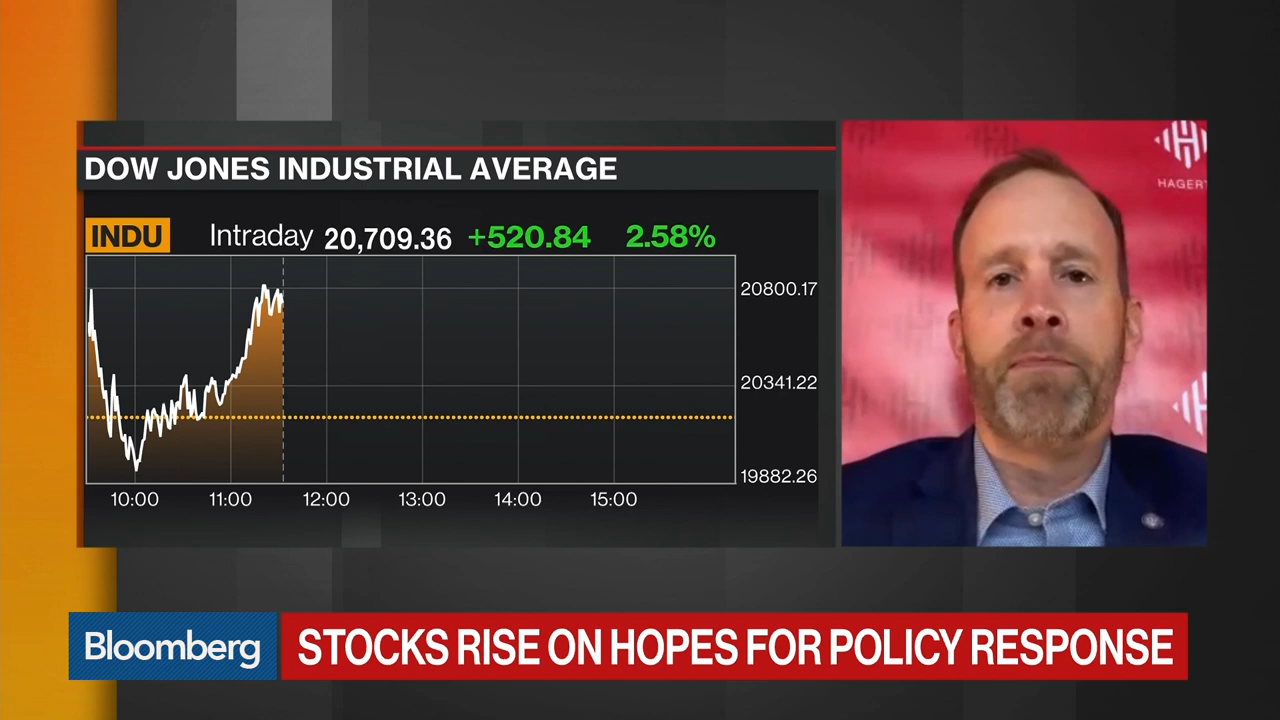 DOW JONES INDUSTRIAL AVERAGE
INDU Intraday 20,709.36 +520.84 2.58%
20800.17
20341.22
19882.26
10:00 11:00 12:00 13:00 14:00 15:00
HAGERT
Bloomberg
STOCKS RISE ON HOPES FOR POLICY RESPONSE